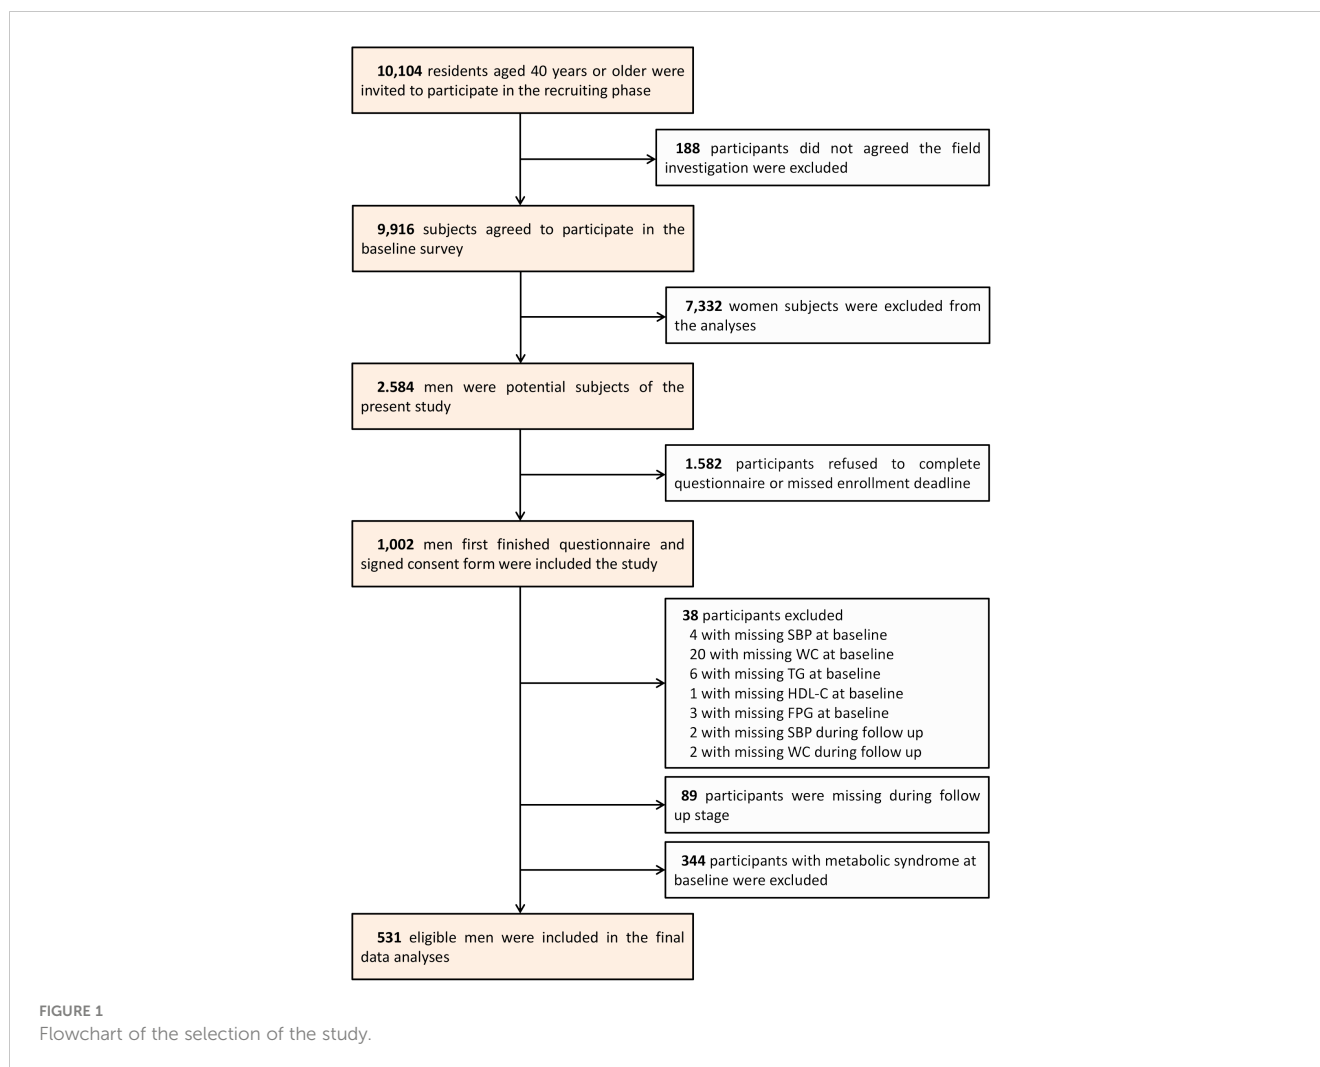 10,104 residents aged 40 years or older were
invited to participate in the recruiting phase
188 participants did not agreed the field
investigation were excluded
9,916 subjects agreed to participate in the
baseline survey
7,332 women subjects were excluded from
the analyses
2.584 men were potential subjects of the
present study
1.582 participants refused to complete
questionnaire or missed enrollment deadline
1,002 men first finished questionnaire and
signed consent form were included the study
38 participants excluded
4 with missing SBP at baseline
20 with missing WC at baseline
6 with missing TG at baseline
1 with missing HDL-C at baseline
3 with missing FPG at baseline
2 with missing SBP during follow up
2 with missing WC during follow up
89 participants were missing during follow
up stage
344 participants with metabolic syndrome at
baseline were excluded
531 eligible men were included in the final
data analyses
FIGURE 1
Flowchart of the selection of the study.